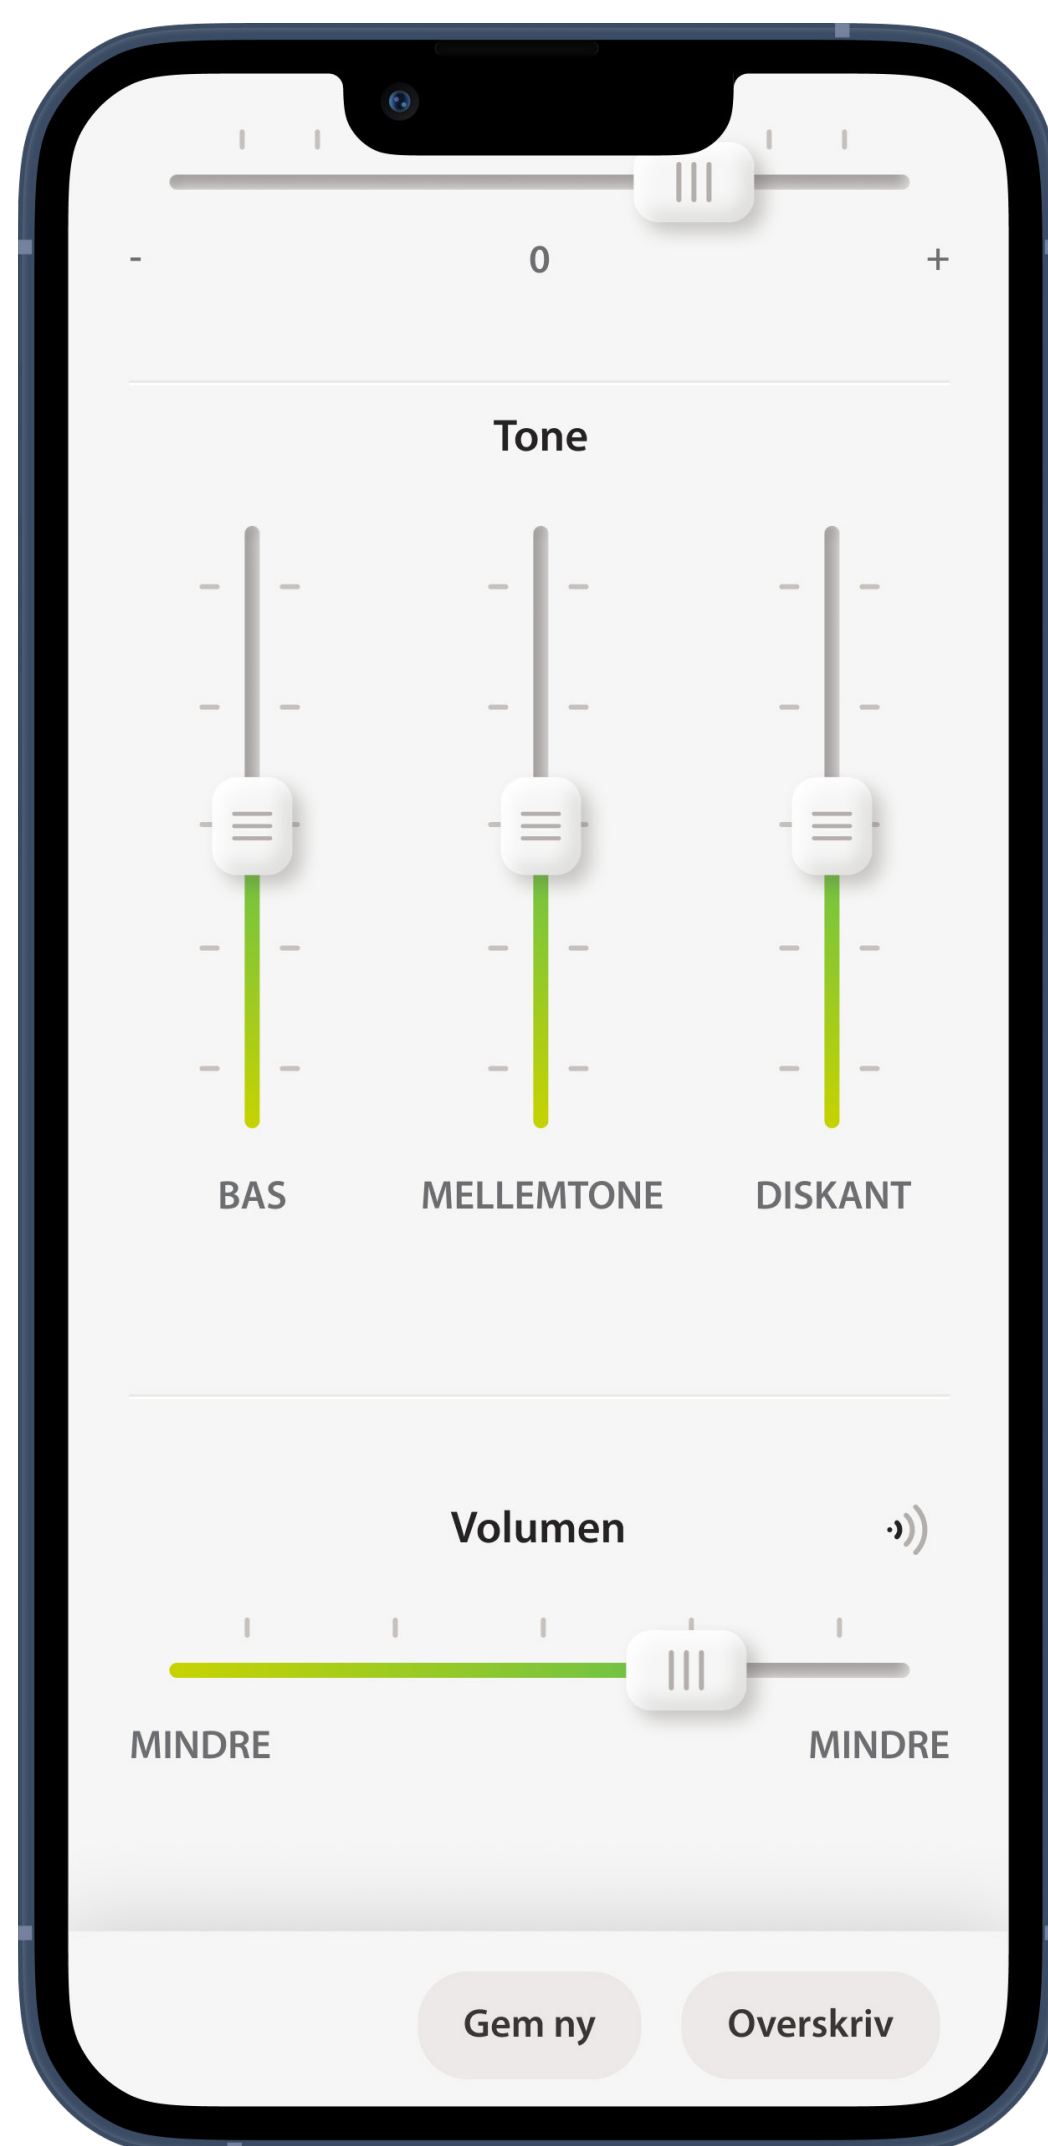 - 0 +
Tone
BAS MELLEMTONE DISKANT
Volumen
MINDRE MINDRE
Gem ny Overskriv